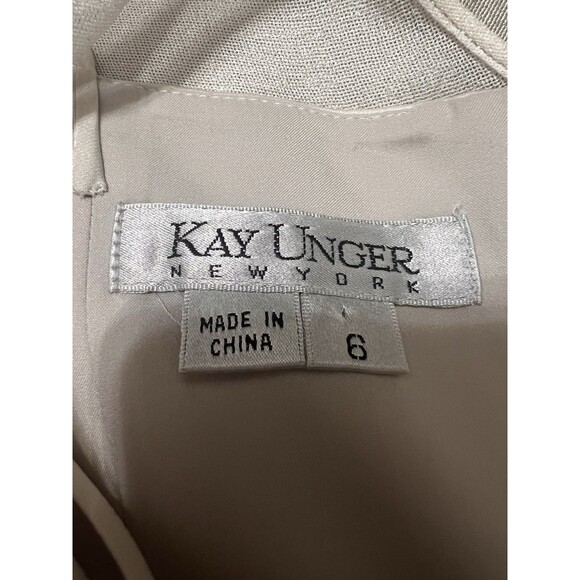 KAY UNGER
NEW YORK
MADE IN
CHINA
6